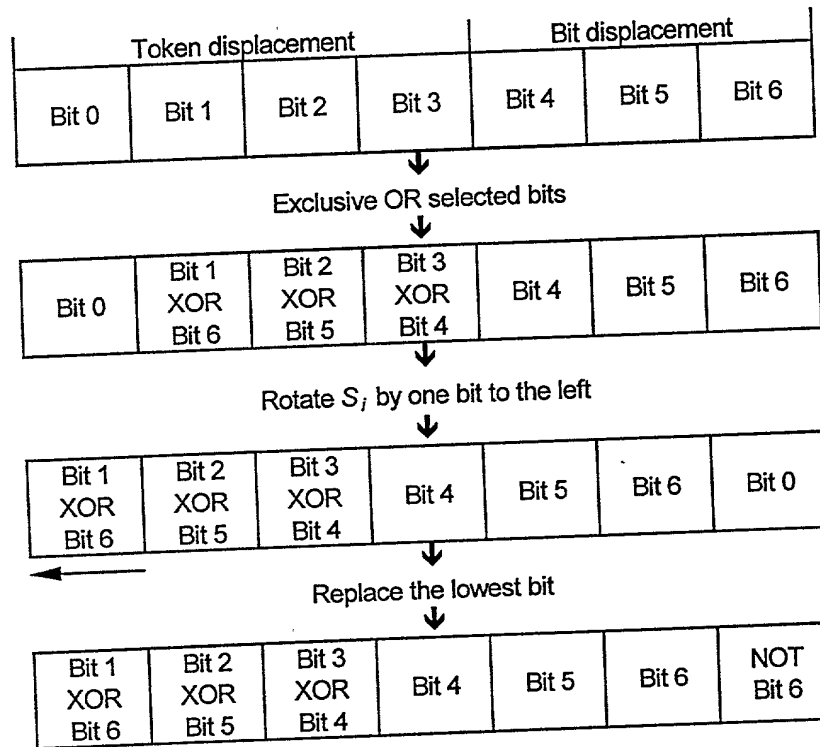 Token displacement Bit displacement
Bit 0 Bit 1 Bit 2 Bit 3 Bit 4 Bit 5 Bit 6
Exclusive OR selected bits
Bit 1 Bit 2 Bit 3
Bit 0 XOR XOR XOR Bit 4 Bit 5 Bit 6
Bit 6 Bit 5 Bit 4
Rotate Si by one bit to the left
Bit 1 Bit 2 Bit 3
XOR XOR XOR Bit 4 Bit 5 Bit 6 Bit 0
Bit 6 Bit 5 Bit 4
Replace the lowest bit
Bit 1 Bit 2 Bit 3 NOT
XOR XOR XOR Bit 4 Bit 5 Bit 6 Bit 6
Bit 6 Bit 5 Bit 4